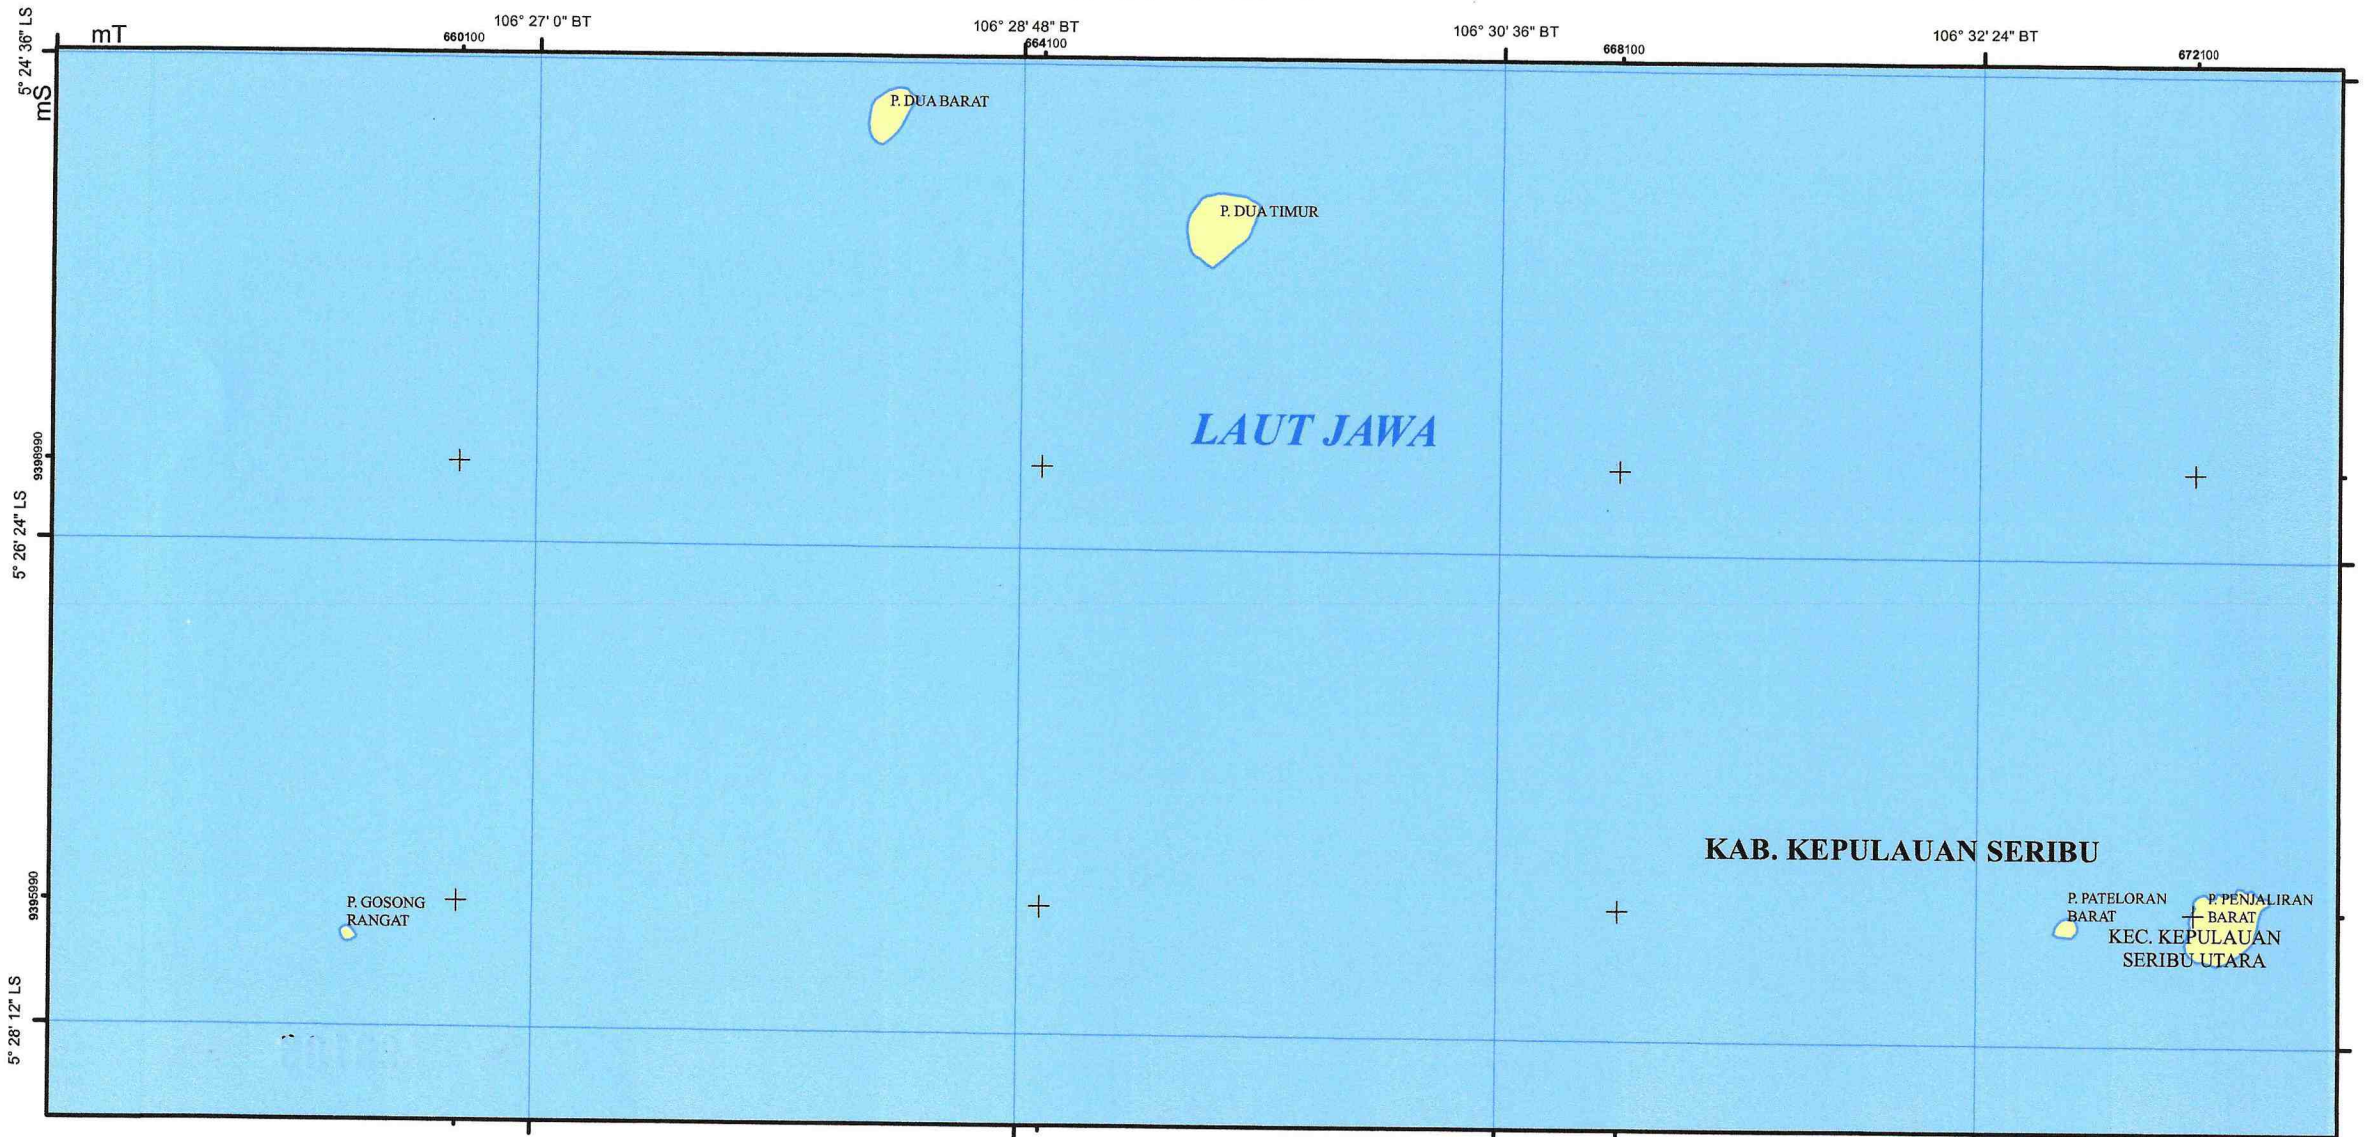 106° 27' 0" BT
106° 28' 48" BT
106° 30' 36" BT
106° 32' 24" BT
mT
660100
664100
668100
672100
5° 24' 36" LS
mS
P. DUA BARAT
P. DUA TIMUR
LAUT JAWA
9398990
5° 26' 24" LS
KAB. KEPULAUAN SERIBU
9395990
P. GOSONG
RANGAT
P. PATELORAN
BARAT
P. PENJALIRAN
BARAT
KEC. KEPULAUAN
SERIBU UTARA
5° 28' 12" LS